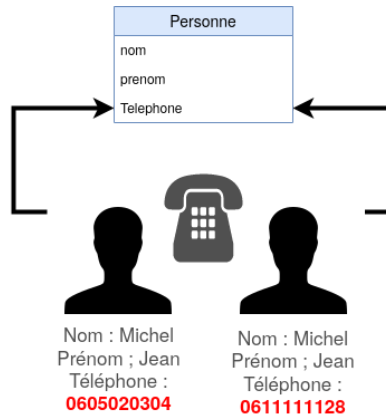 Personne
nom
prenom
Telephone
Nom : Michel
Prénom ; Jean
Téléphone :
0605020304
Nom : Michel
Prénom ; Jean
Téléphone :
0611111128